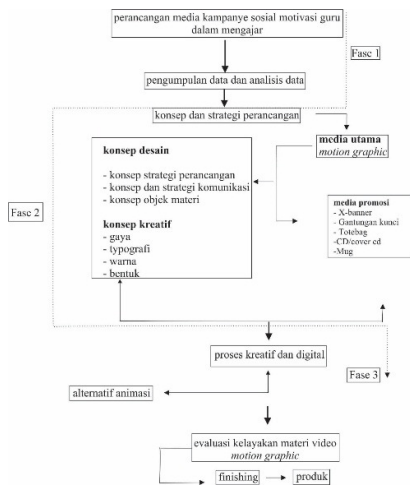 perancangan media kampanye sosial motivasi guru
dalam mengajar
Fase 1
pengumpulan data dan analisis data
konsep dan strategi perancangan
media utama
motion graphic
konsep desain
- konsep strategi perancangan
- konsep dan strategi komunikasi
- konsep objek materi
konsep kreatif
- gaya
- typografi
- warna
- bentuk
media promosi
- X-banner
- Gantungan kunci
- Totebag
-CD/cover cd
-Mug
Fase 2
proses kreatif dan digital
Fase 3
alternatif animasi
evaluasi kelayakan materi video
motion graphic
finishing
produk